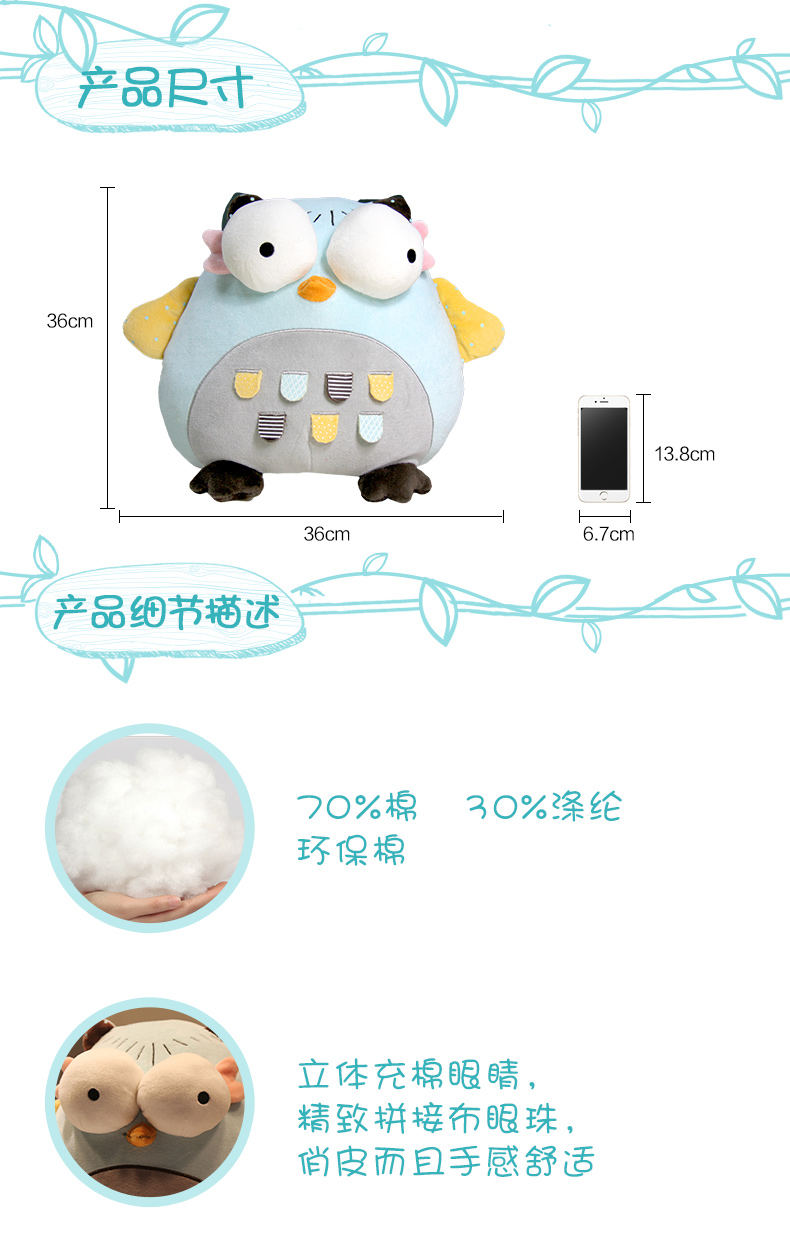 产品尺寸
36cm
13.8cm
36cm
6.7cm
产品细节描述
70%棉 30%涤纶
环保棉
立体充棉眼睛，
精致拼接布眼珠，
俏皮而且手感舒适